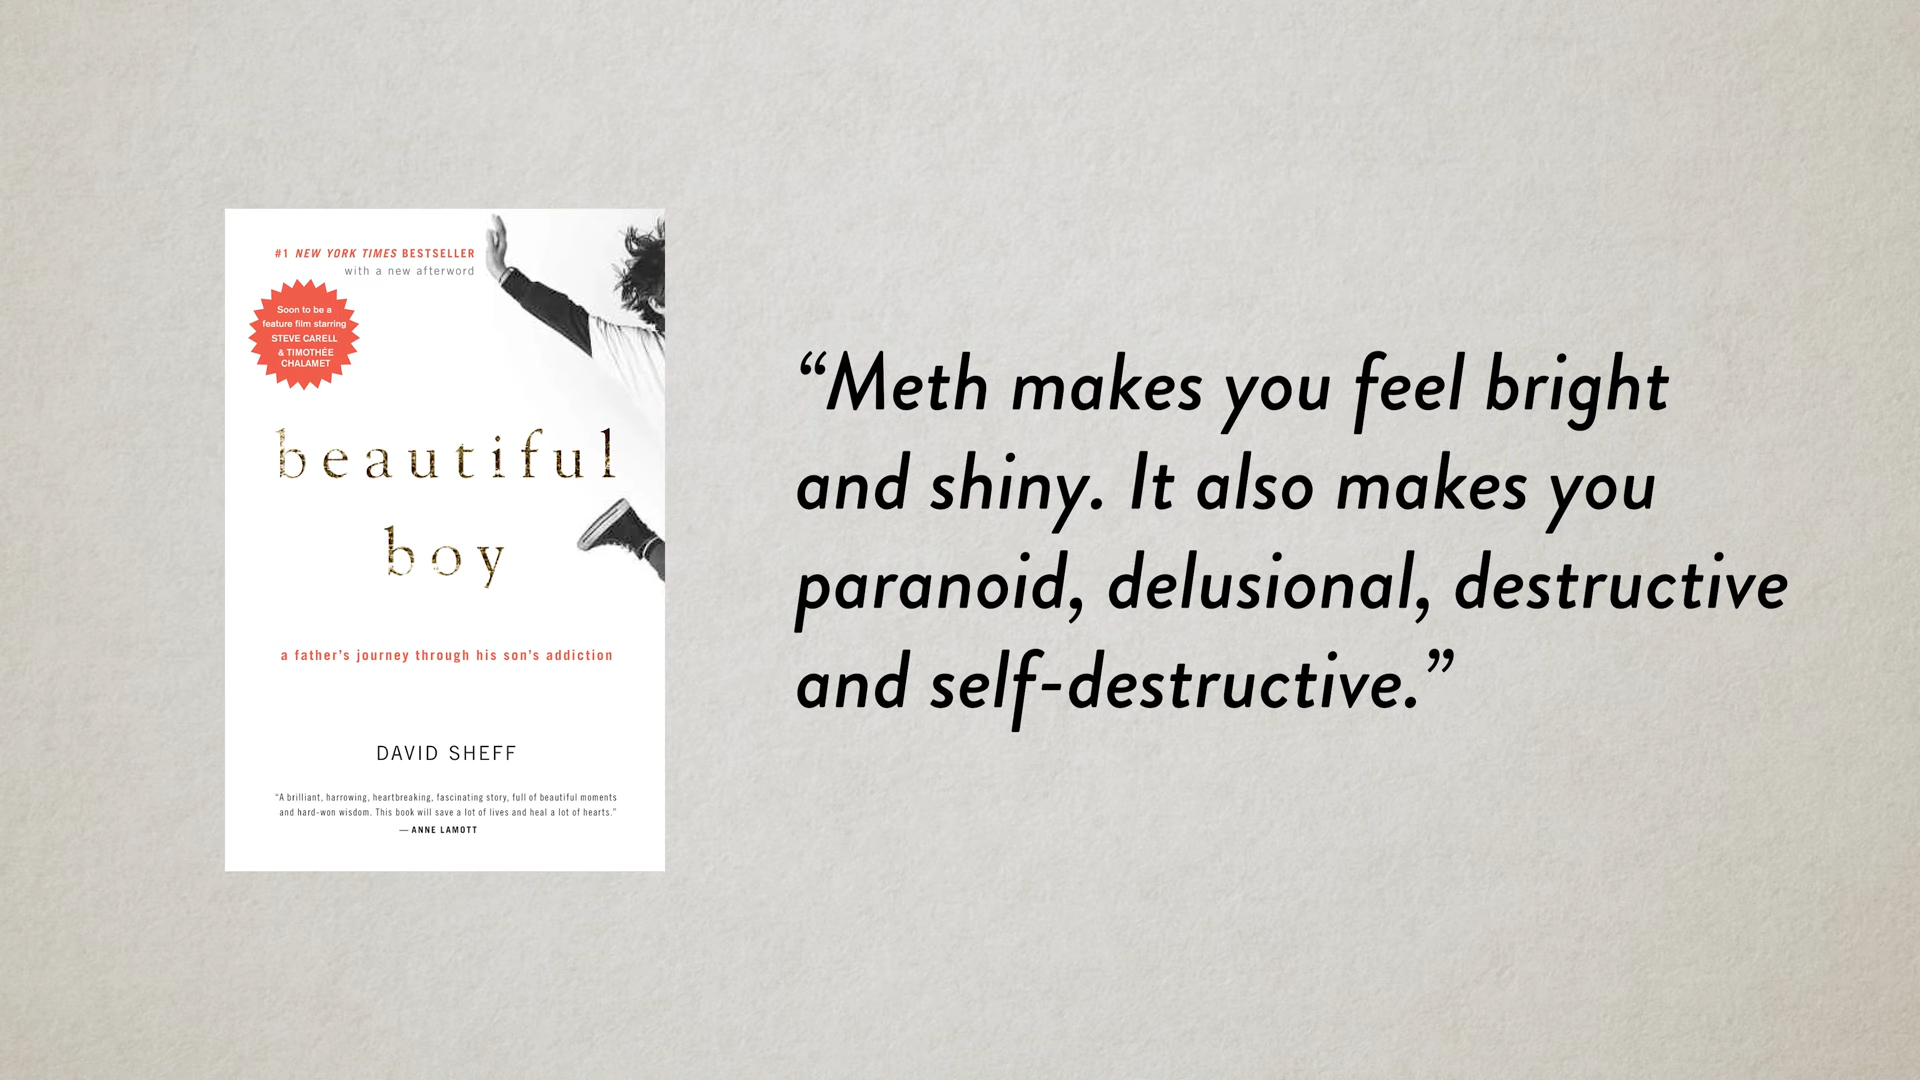 #1 NEW YORK TIMES BESTSELLER
with a new afterword
Soon to be a
feature film starring
STEVE CARELL
& TIMOTHÉE
CHALAMET
beautiful
boy
a father’s journey through his son’s addiction
DAVID SHEFF
“A brilliant, harrowing, heartbreaking, fascinating story, full of beautiful moments
and hard-won wisdom. This book will save a lot of lives and heal a lot of hearts.”
— ANNE LAMOTT
“Meth makes you feel bright
and shiny. It also makes you
paranoid, delusional, destructive
and self-destructive.”